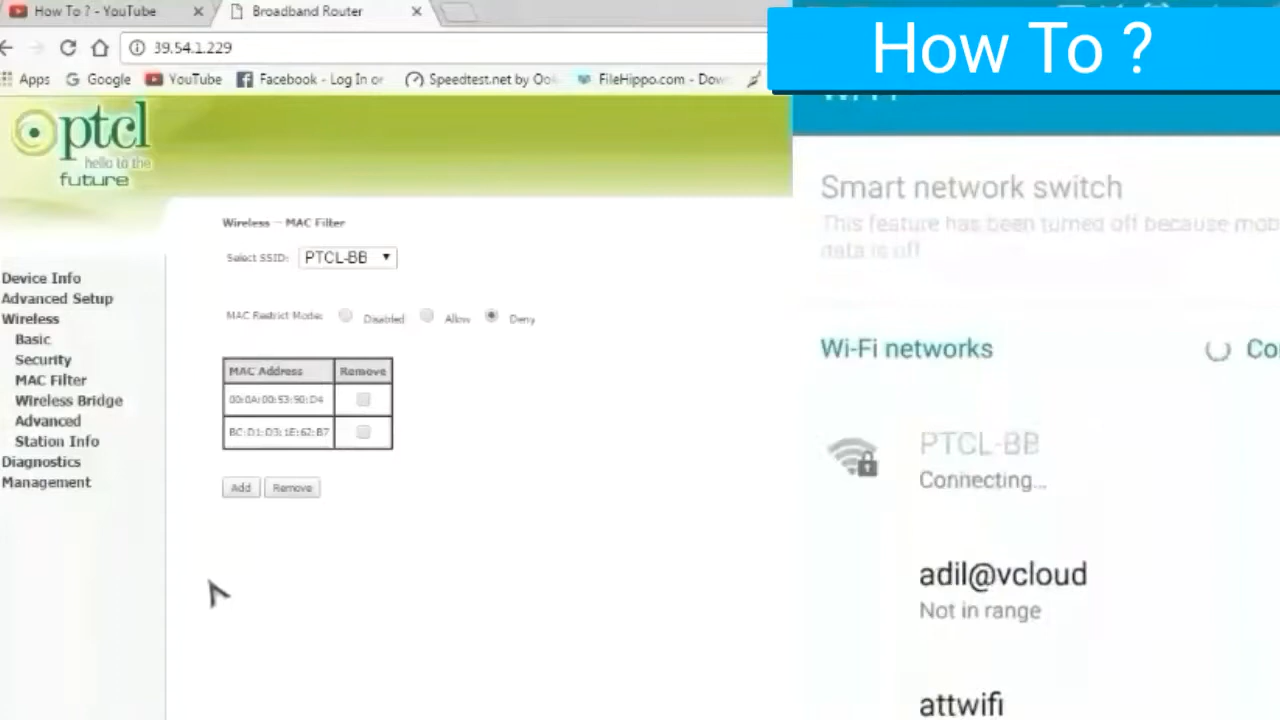 How To ? - YouTube
Broadband Router
39.54.1.229
Apps
Google
YouTube
Facebook - Log In or
Speedtest.net by Ook
FileHippo.com - Dow
How To ?
ptcl
hello to the
future
Wireless -- MAC Filter
Select SSID: PTCL-BB
MAC Restrict Mode: Disabled Allow Deny
MAC Address Remove
00:0A:00:53:90:D4
BC:D1:D3:1E:62:B7
Add Remove
Device Info
Advanced Setup
Wireless
Basic
Security
MAC Filter
Wireless Bridge
Advanced
Station Info
Diagnostics
Management
Smart network switch
This feature has been turned off because mob
data is off
Wi-Fi networks
Co
PTCL-BB
Connecting...
adil@vcloud
Not in range
attwifi